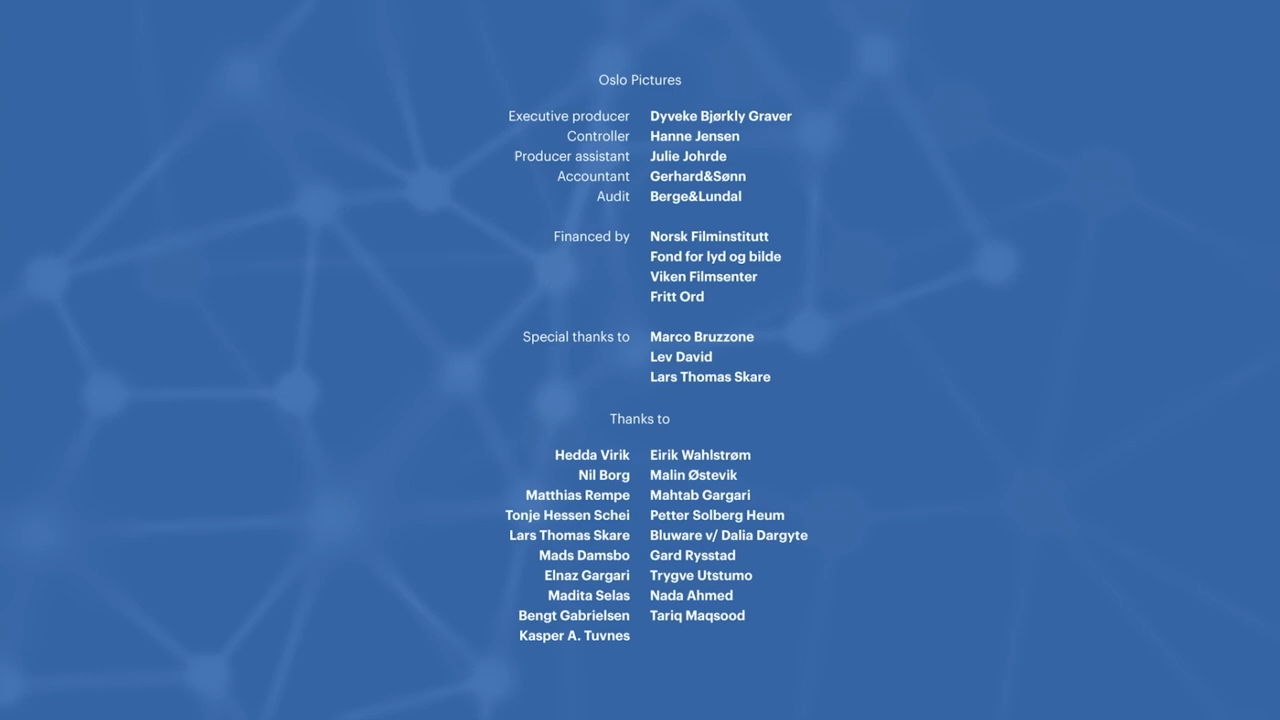 Oslo Pictures
Executive producer Dyveke Bjørkly Graver
Controller Hanne Jensen
Producer assistant Julie Johrde
Accountant Gerhard&Sønn
Audit Berge&Lundal
Financed by Norsk Filminstitutt
Fond for lyd og bilde
Viken Filmsenter
Fritt Ord
Special thanks to Marco Bruzzone
Lev David
Lars Thomas Skare
Thanks to
Hedda Virik Eirik Wahlstrøm
Nil Borg Malin Østevik
Matthias Rempe Mahtab Gargari
Tonje Hessen Schei Petter Solberg Heum
Lars Thomas Skare Bluware v/ Dalia Dargyte
Mads Damsbo Gard Rysstad
Elnaz Gargari Trygve Utstumo
Madita Selas Nada Ahmed
Bengt Gabrielsen Tariq Maqsood
Kasper A. Tuvnes